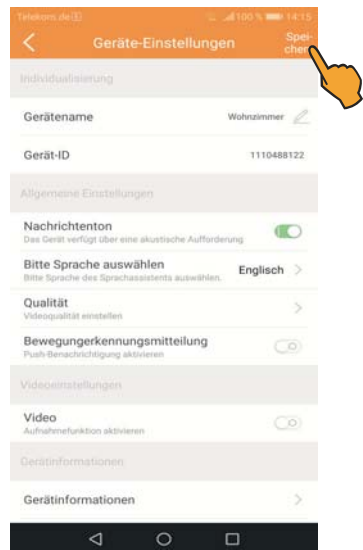 Telekom.de 100 % 14:15
Geräte-Einstellungen
Spei-
chern
Individualisierung
Gerätename Wohnzimmer
Gerät-ID 1110488122
Allgemeine Einstellungen
Nachrichtenton
Das Gerät verfügt über eine akustische Aufforderung
Bitte Sprache auswählen Englisch
Bitte Sprache des Sprachassistents auswählen.
Qualität
Videoqualität einstellen
Bewegungerkennungsmitteilung
Push-Benachrichtigung aktivieren
Videoeinstellungen
Video
Aufnahmefunktion aktivieren
Gerätinformationen
Gerätinformationen